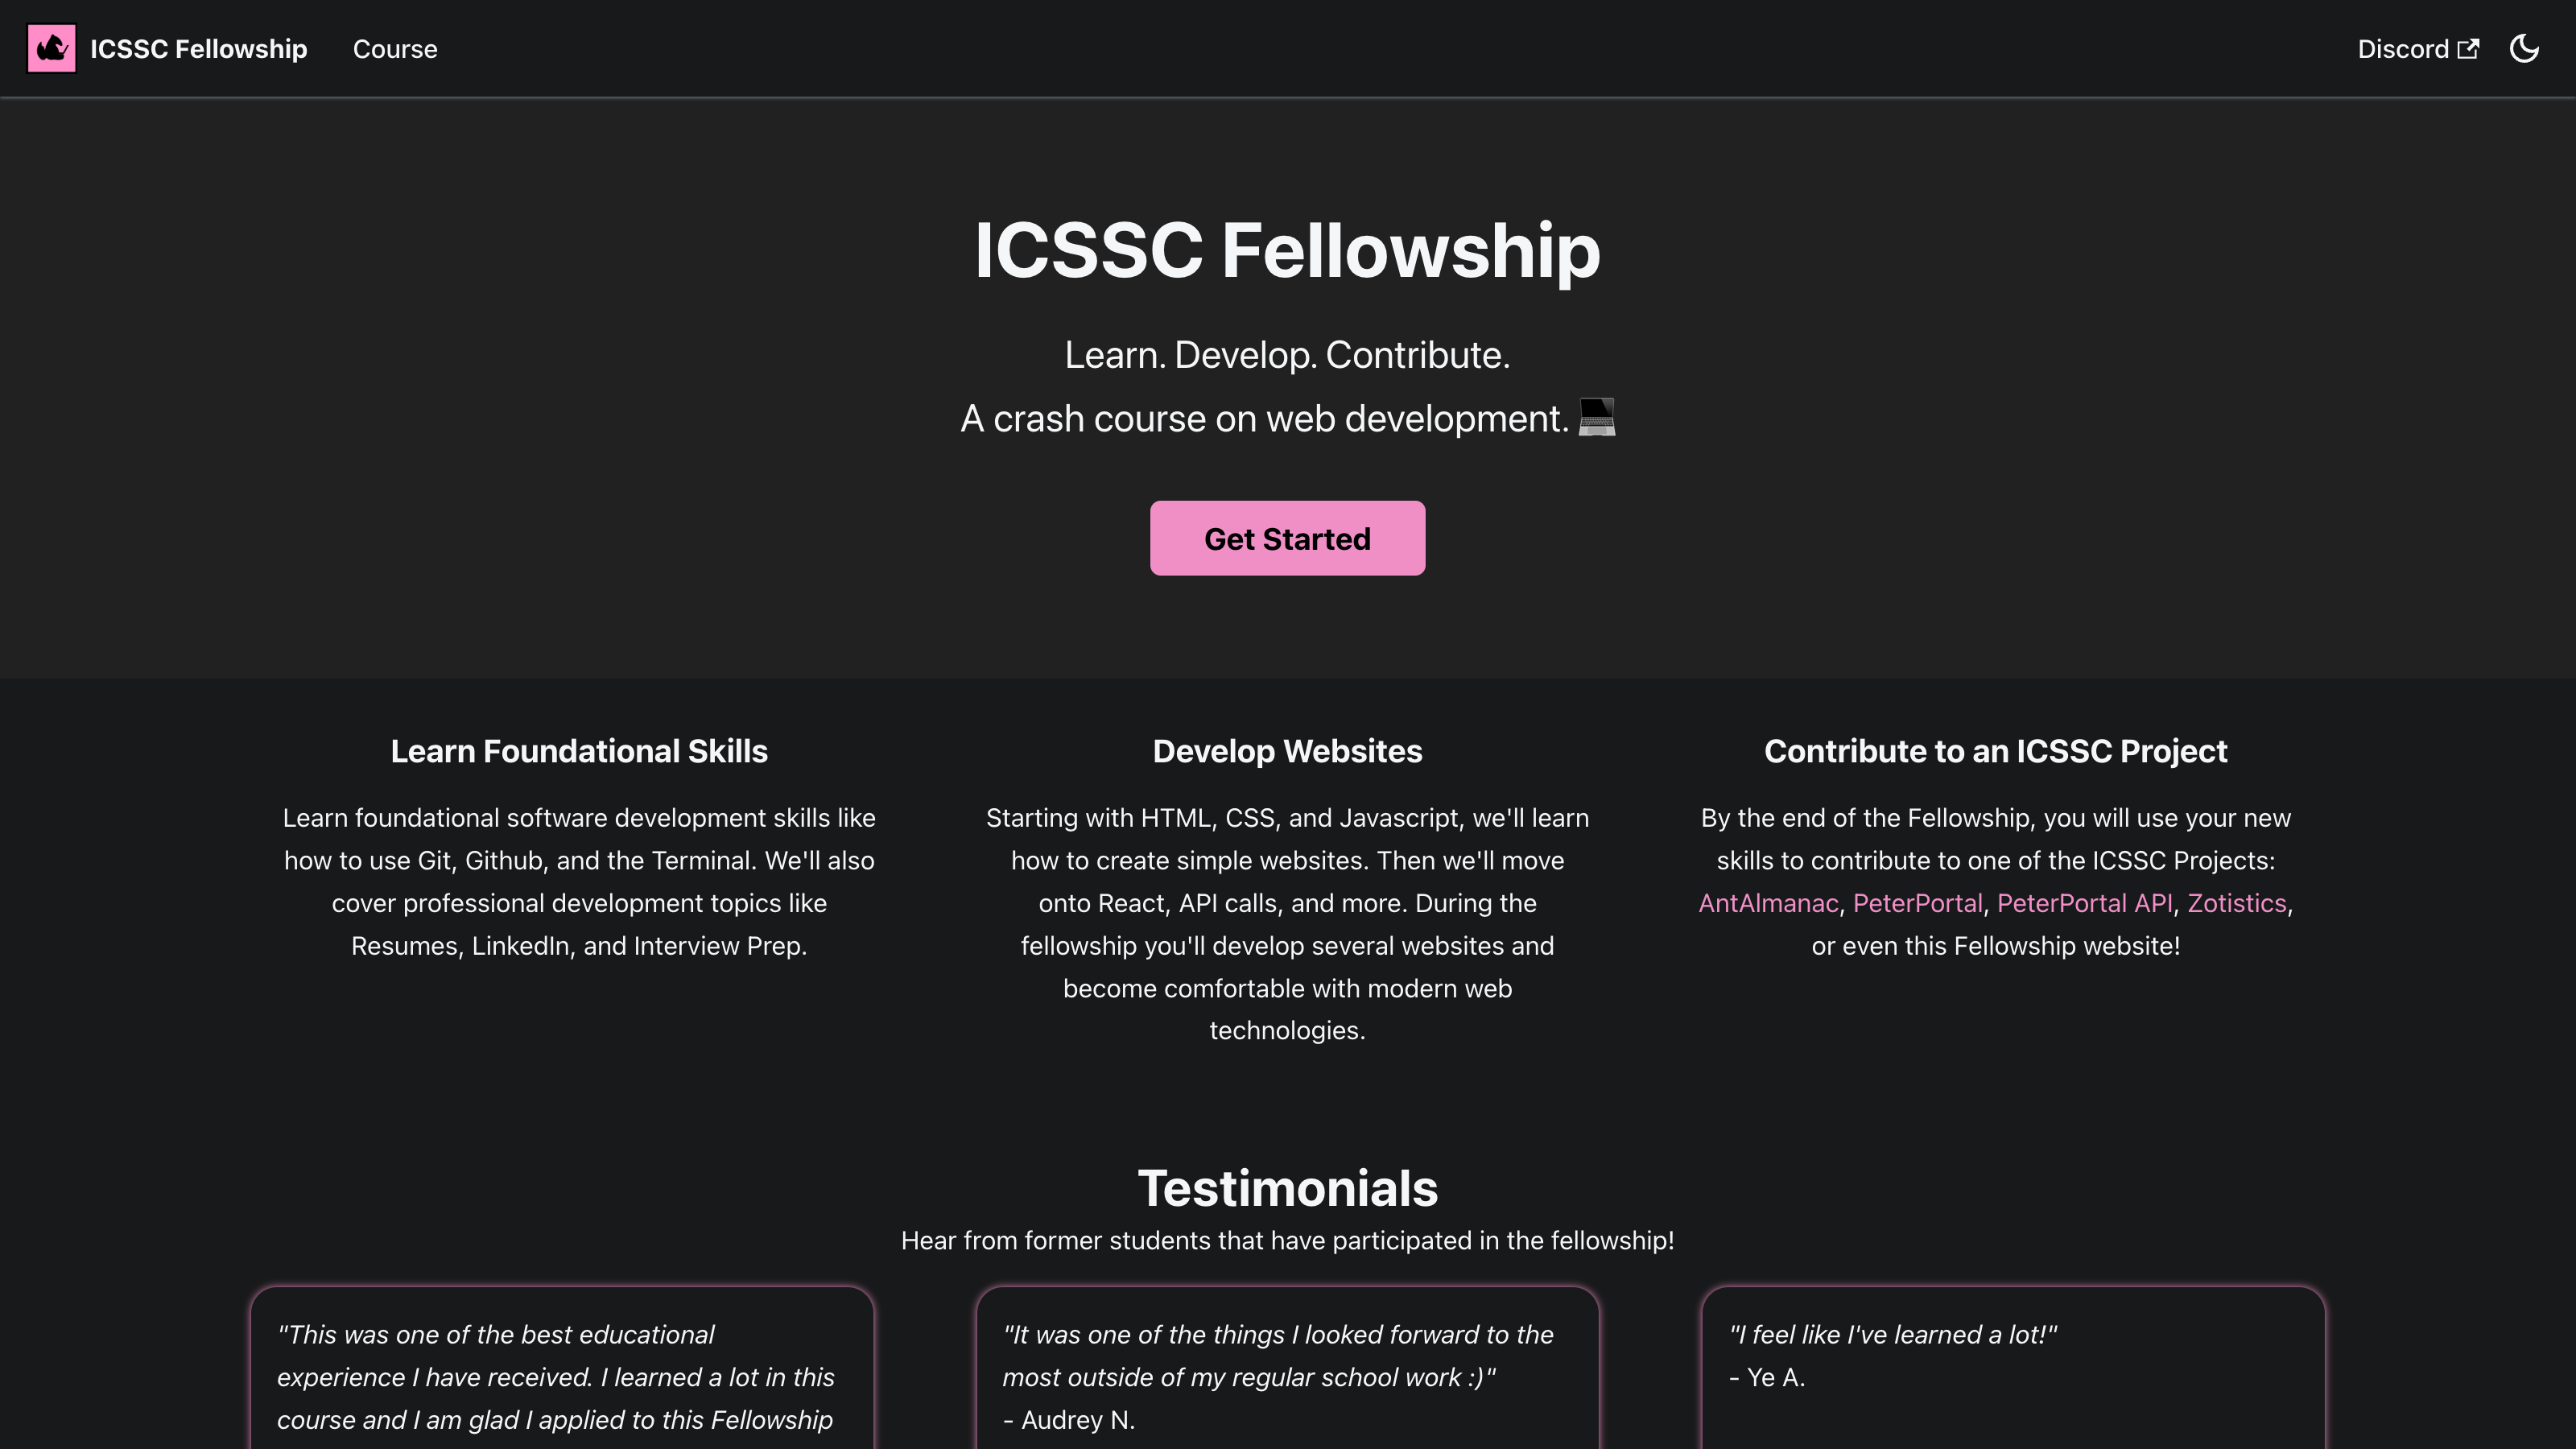 ICSSC Fellowship
Course
Discord
ICSSC Fellowship
Learn. Develop. Contribute.
A crash course on web development. 💻
Get Started
Learn Foundational Skills
Learn foundational software development skills like
how to use Git, Github, and the Terminal. We'll also
cover professional development topics like
Resumes, LinkedIn, and Interview Prep.
Develop Websites
Starting with HTML, CSS, and Javascript, we'll learn
how to create simple websites. Then we'll move
onto React, API calls, and more. During the
fellowship you'll develop several websites and
become comfortable with modern web
technologies.
Contribute to an ICSSC Project
By the end of the Fellowship, you will use your new
skills to contribute to one of the ICSSC Projects:
AntAlmanac, PeterPortal, PeterPortal API, Zotistics,
or even this Fellowship website!
Testimonials
Hear from former students that have participated in the fellowship!
"This was one of the best educational
experience I have received. I learned a lot in this
course and I am glad I applied to this Fellowship
"It was one of the things I looked forward to the
most outside of my regular school work :)"
- Audrey N.
"I feel like I've learned a lot!"
- Ye A.